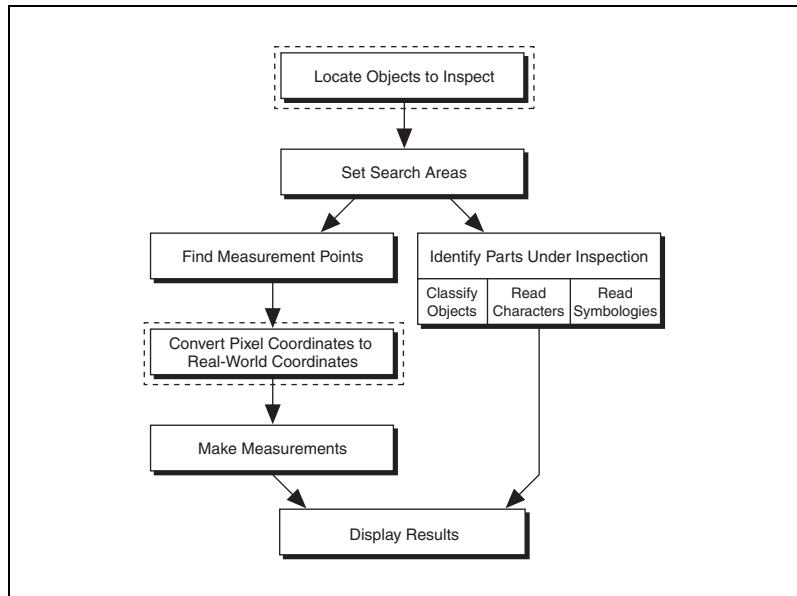 Locate Objects to Inspect
Set Search Areas
Find Measurement Points
Identify Parts Under Inspection
Classify
Objects
Read
Characters
Read
Symbologies
Convert Pixel Coordinates to
Real-World Coordinates
Make Measurements
Display Results